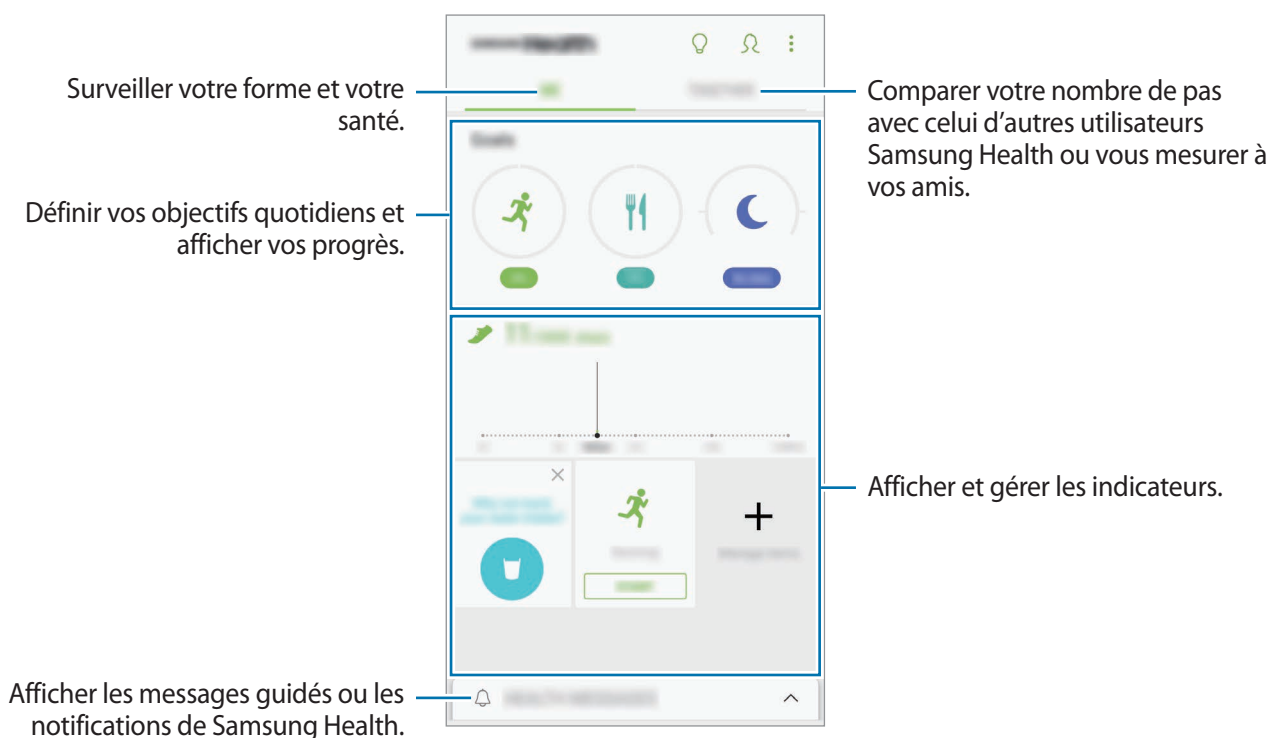 Surveiller votre forme et votre
santé.
Comparer votre nombre de pas
avec celui d'autres utilisateurs
Samsung Health ou vous mesurer à
vos amis.
Définir vos objectifs quotidiens et
afficher vos progrès.
Afficher et gérer les indicateurs.
Afficher les messages guidés ou les
notifications de Samsung Health.